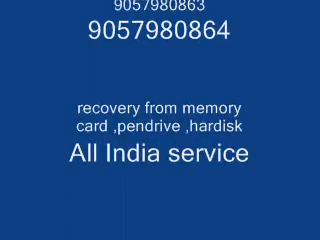 9057980863
9057980864
recovery from memory
card ,pendrive ,hardisk
All India service